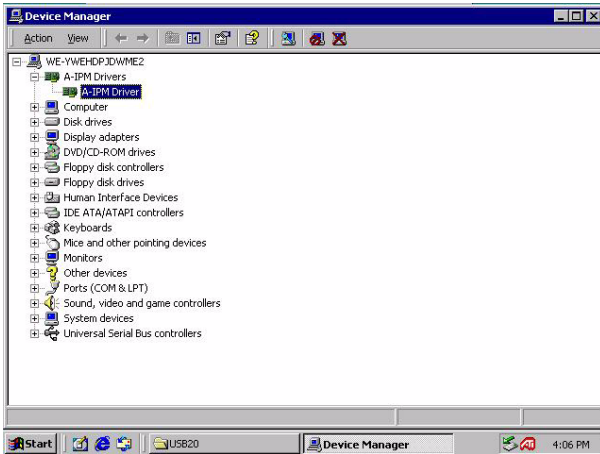 Device Manager
Action View
WE-YWEHDPJDWME2
A-IPM Drivers
A-IPM Driver
Computer
Disk drives
Display adapters
DVD/CD-ROM drives
Floppy disk controllers
Floppy disk drives
Human Interface Devices
IDE ATA/ATAPI controllers
Keyboards
Mice and other pointing devices
Monitors
Other devices
Ports (COM & LPT)
Sound, video and game controllers
System devices
Universal Serial Bus controllers
Start USB20 Device Manager 4:06 PM